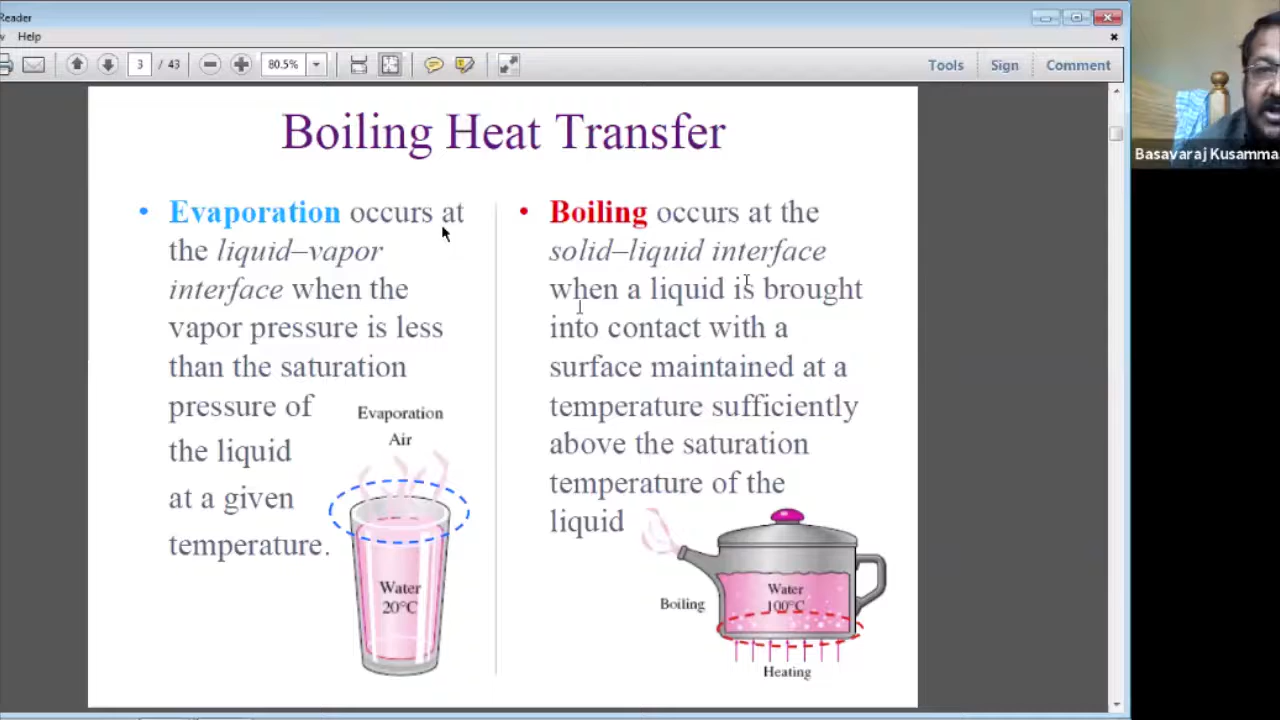 Reader
Help
3 / 43
80.5%
Tools
Sign
Comment
Basavaraj Kusamma
Boiling Heat Transfer
• Evaporation occurs at
the liquid–vapor
interface when the
vapor pressure is less
than the saturation
pressure of
the liquid
at a given
temperature.
Evaporation
Air
Water
20°C
• Boiling occurs at the
solid–liquid interface
when a liquid is brought
into contact with a
surface maintained at a
temperature sufficiently
above the saturation
temperature of the
liquid
Water
100°C
Boiling
Heating